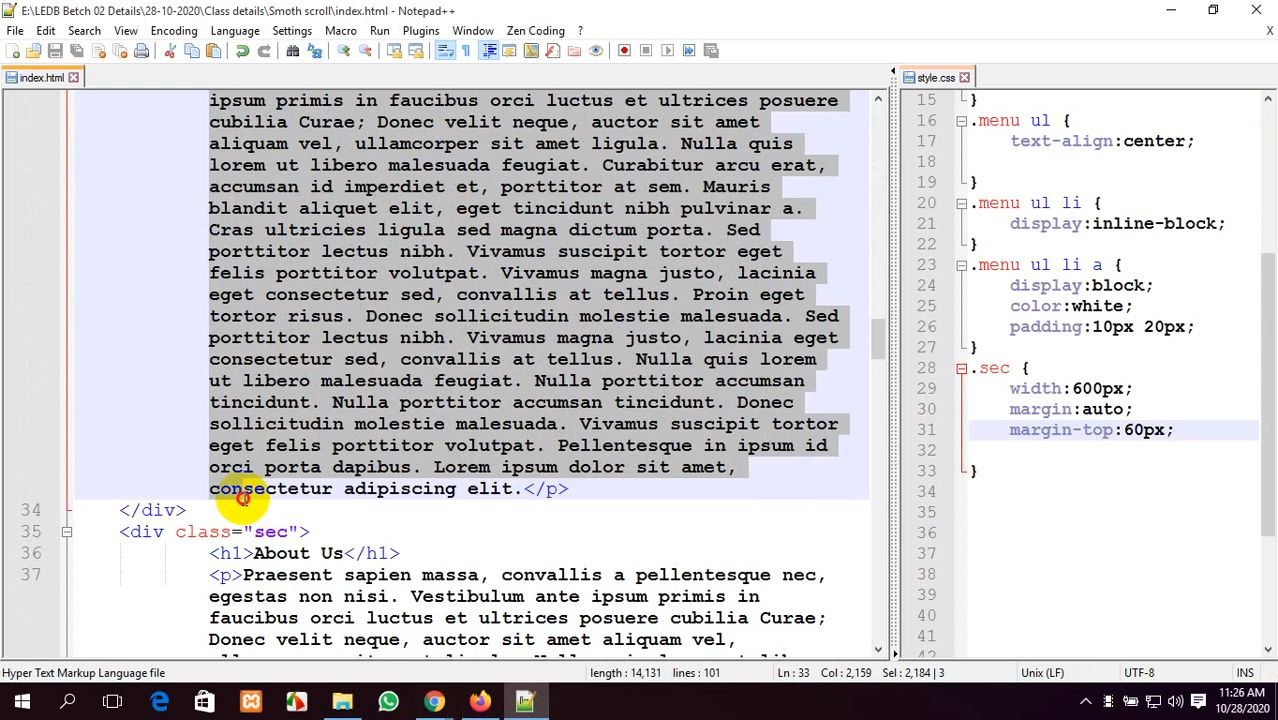 E:\LEDB Betch 02 Details\28-10-2020\Class details\Smoth scroll\index.html - Notepad++
File Edit Search View Encoding Language Settings Macro Run Plugins Window Zen Coding ? X
index.html
ipsum primis in faucibus orci luctus et ultrices posuere
cubilia Curae; Donec velit neque, auctor sit amet
aliquam vel, ullamcorper sit amet ligula. Nulla quis
lorem ut libero malesuada feugiat. Curabitur arcu erat,
accumsan id imperdiet et, porttitor at sem. Mauris
blandit aliquet elit, eget tincidunt nibh pulvinar a.
Cras ultricies ligula sed magna dictum porta. Sed
porttitor lectus nibh. Vivamus suscipit tortor eget
felis porttitor volutpat. Vivamus magna justo, lacinia
eget consectetur sed, convallis at tellus. Proin eget
tortor risus. Donec sollicitudin molestie malesuada. Sed
porttitor lectus nibh. Vivamus magna justo, lacinia eget
consectetur sed, convallis at tellus. Nulla quis lorem
ut libero malesuada feugiat. Nulla porttitor accumsan
tincidunt. Nulla porttitor accumsan tincidunt. Donec
sollicitudin molestie malesuada. Vivamus suscipit tortor
eget felis porttitor volutpat. Pellentesque in ipsum id
orci porta dapibus. Lorem ipsum dolor sit amet,
consectetur adipiscing elit.</p>
34 </div>
35 <div class="sec">
36 <h1>About Us</h1>
37 <p>Praesent sapien massa, convallis a pellentesque nec,
egestas non nisi. Vestibulum ante ipsum primis in
faucibus orci luctus et ultrices posuere cubilia Curae;
Donec velit neque, auctor sit amet aliquam vel,
style.css
15 }
16 .menu ul {
17 text-align:center;
18
19 }
20 .menu ul li {
21 display:inline-block;
22 }
23 .menu ul li a {
24 display:block;
25 color:white;
26 padding:10px 20px;
27 }
28 .sec {
29 width:600px;
30 margin:auto;
31 margin-top:60px;
32
33 }
34
35
36
37
38
39
40
41
42
Hyper Text Markup Language file length : 14,131 lines : 101 Ln : 33 Col : 2,159 Sel : 2,184 | 3 Unix (LF) UTF-8 INS
11:26 AM
10/28/2020